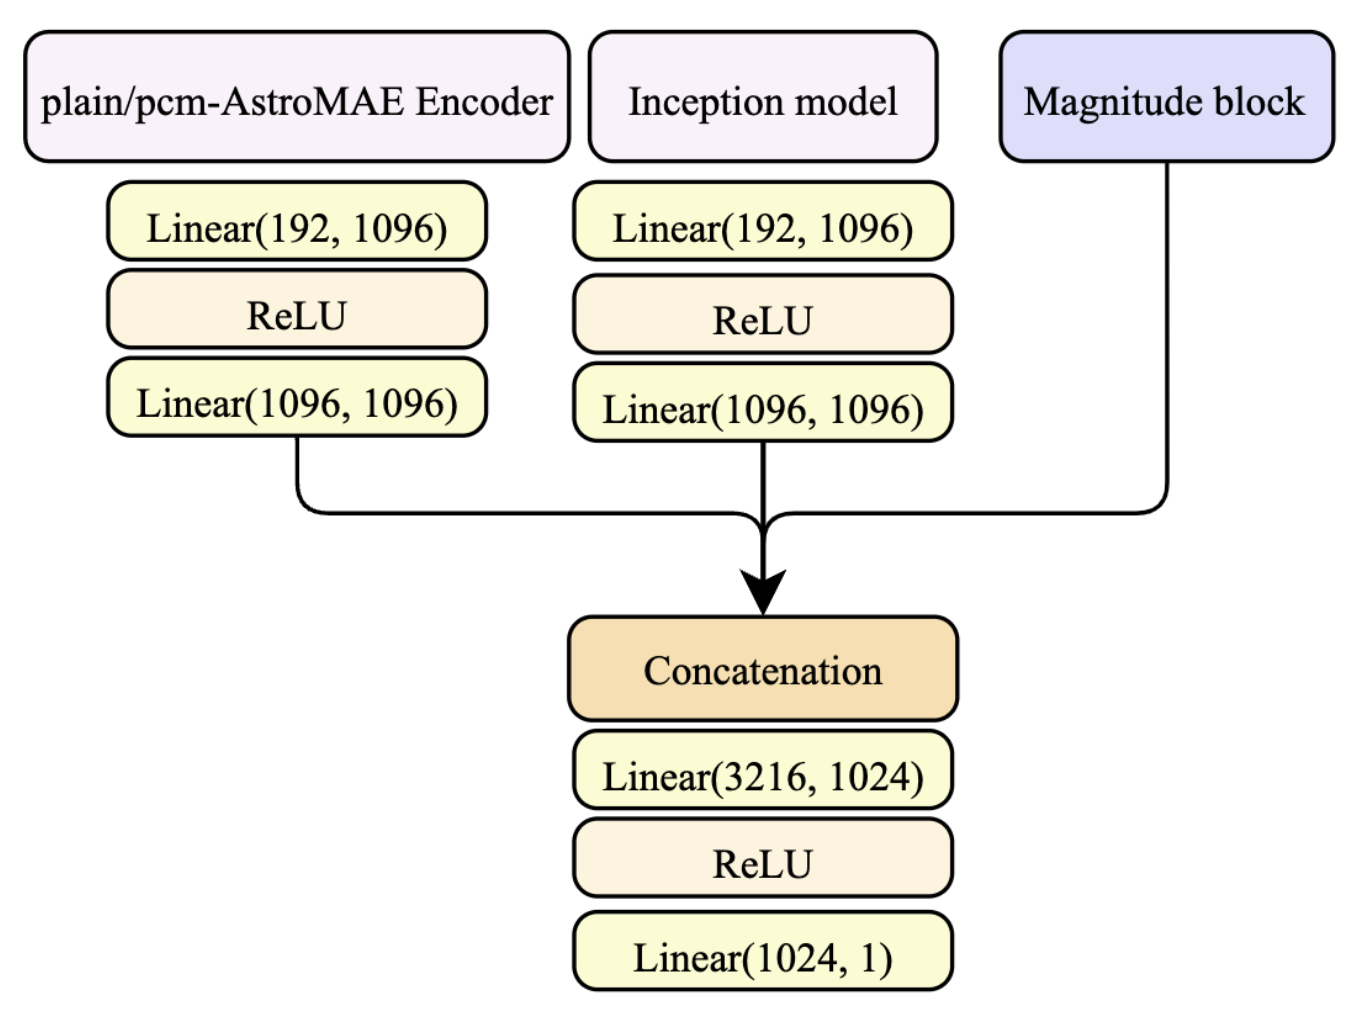 plain/pcm-AstroMAE Encoder
Linear(192, 1096)
ReLU
Linear(1096, 1096)
Inception model
Linear(192, 1096)
ReLU
Linear(1096, 1096)
Magnitude block
Concatenation
Linear(3216, 1024)
ReLU
Linear(1024, 1)